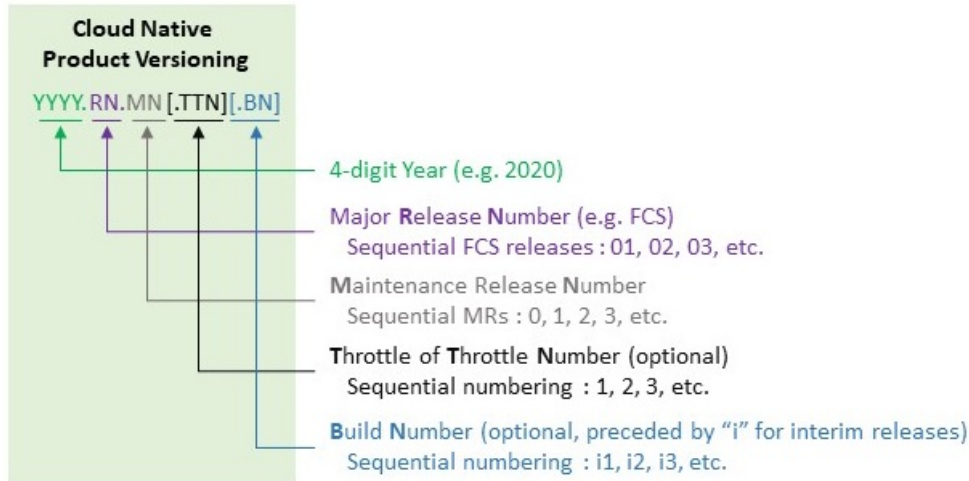 Cloud Native
Product Versioning
YYYY.RN.MN[.TTN][.BN]
4-digit Year (e.g. 2020)
Major Release Number (e.g. FCS)
Sequential FCS releases : 01, 02, 03, etc.
Maintenance Release Number
Sequential MRs : 0, 1, 2, 3, etc.
Throttle of Throttle Number (optional)
Sequential numbering : 1, 2, 3, etc.
Build Number (optional, preceded by “i” for interim releases)
Sequential numbering : i1, i2, i3, etc.